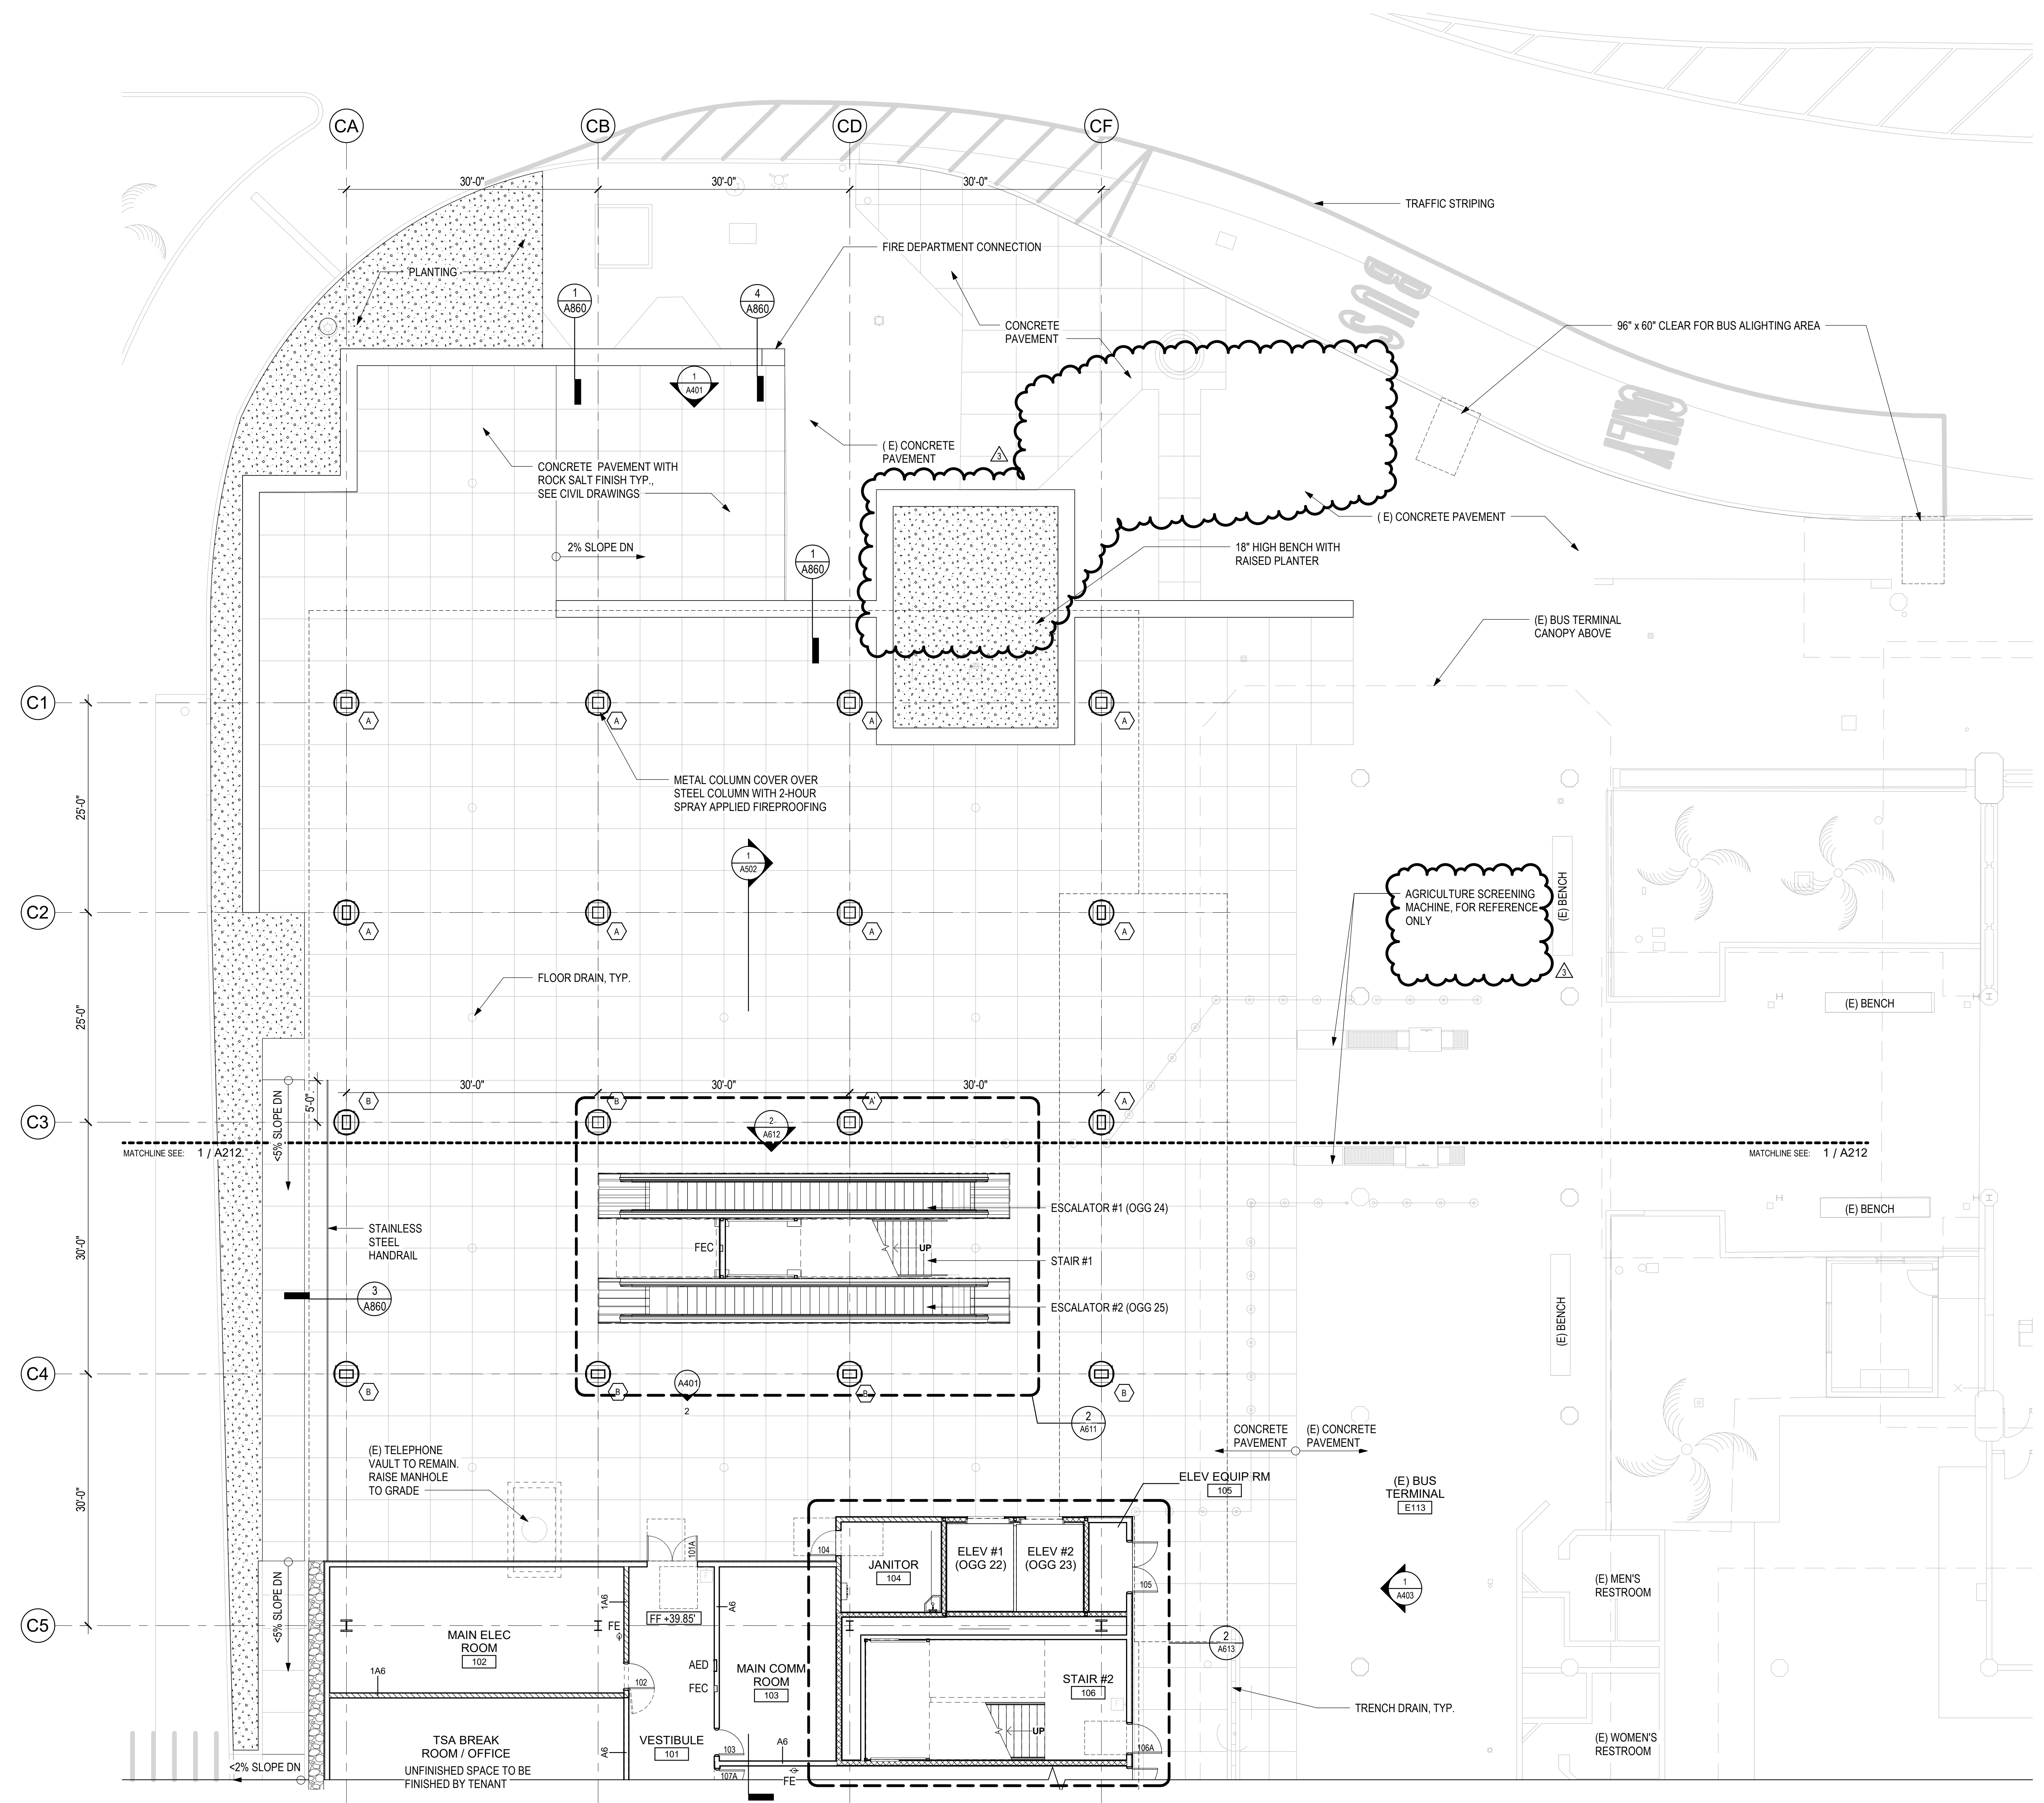 CA
CB
CD
CF
30'-0"
30'-0"
30'-0"
TRAFFIC STRIPING
FIRE DEPARTMENT CONNECTION
PLANTING
1
A860
4
A860
BUS
ONLY
CONCRETE
PAVEMENT
96" x 60" CLEAR FOR BUS ALIGHTING AREA
1
A401
( E) CONCRETE
PAVEMENT
3
CONCRETE PAVEMENT WITH
ROCK SALT FINISH TYP.,
SEE CIVIL DRAWINGS
( E) CONCRETE PAVEMENT
2% SLOPE DN
1
A860
18" HIGH BENCH WITH
RAISED PLANTER
(E) BUS TERMINAL
CANOPY ABOVE
C1
A
A
A
A
METAL COLUMN COVER OVER
STEEL COLUMN WITH 2-HOUR
SPRAY APPLIED FIREPROOFING
25'-0"
1
A502
AGRICULTURE SCREENING
MACHINE, FOR REFERENCE
ONLY
(E) BENCH
3
C2
A
A
A
A
FLOOR DRAIN, TYP.
25'-0"
(E) BENCH
30'-0"
30'-0"
30'-0"
5'-0"
<5% SLOPE DN
C3
B
B
A'
A
2
A612
MATCHLINE SEE: 1 / A212
MATCHLINE SEE: 1 / A212
STAINLESS
STEEL
HANDRAIL
ESCALATOR #1 (OGG 24)
(E) BENCH
FEC
UP
STAIR #1
30'-0"
3
A860
ESCALATOR #2 (OGG 25)
(E) BENCH
C4
B
B
B
B
A401
2
2
A611
CONCRETE
PAVEMENT
(E) CONCRETE
PAVEMENT
(E) TELEPHONE
VAULT TO REMAIN.
RAISE MANHOLE
TO GRADE
30'-0"
ELEV EQUIP RM
105
(E) BUS
TERMINAL
E113
101A
104
JANITOR
104
ELEV #1
(OGG 22)
ELEV #2
(OGG 23)
105
1
A403
(E) MEN'S
RESTROOM
<5% SLOPE DN
C5
1A6
FE
FF +39.85'
A6
MAIN ELEC
ROOM
102
2
A613
1A6
102
AED
FEC
MAIN COMM
ROOM
103
STAIR #2
106
UP
TRENCH DRAIN, TYP.
TSA BREAK
ROOM / OFFICE
UNFINISHED SPACE TO BE
FINISHED BY TENANT
A6
VESTIBULE
101
103
A6
107A
FE
106A
(E) WOMEN'S
RESTROOM
<2% SLOPE DN